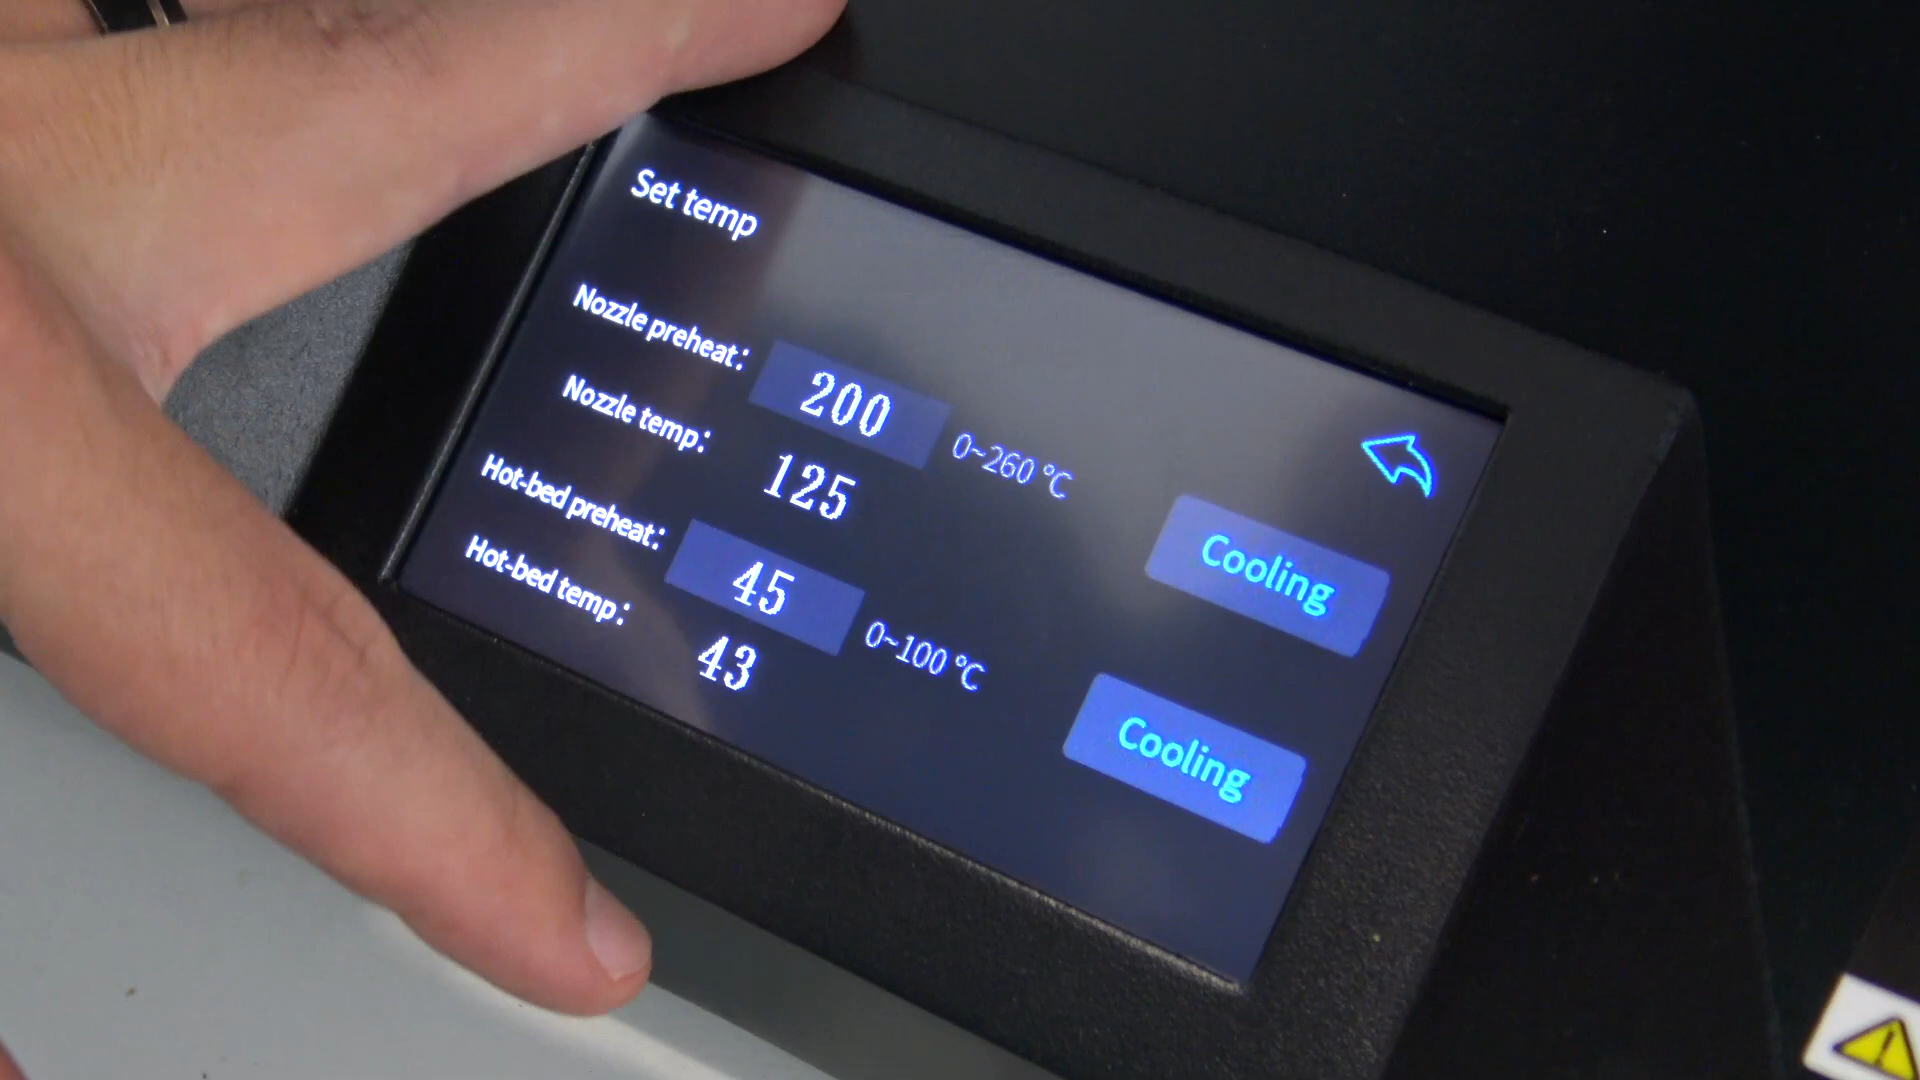 Set temp
Nozzle preheat: 200 0~260 °C
Nozzle temp: 125
Hot-bed preheat: 45 0~100 °C
Hot-bed temp: 43
Cooling
Cooling